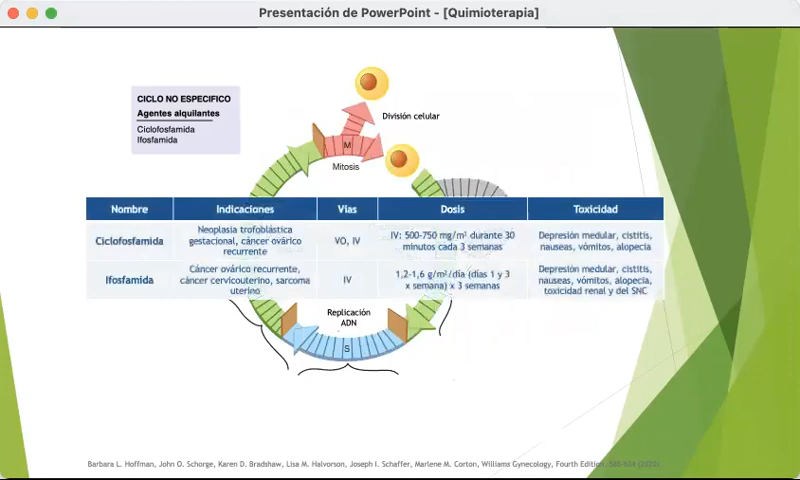 Presentación de PowerPoint - [Quimioterapia]
CICLO NO ESPECIFICO
Agentes alquilantes
Ciclofosfamida
Ifosfamida
División celular
M
Mitosis
Nombre Indicaciones Vías Dosis Toxicidad
Ciclofosfamida
Neoplasia trofoblástica
gestacional, cáncer ovárico
recurrente
VO, IV
IV: 500-750 mg/m² durante 30
minutos cada 3 semanas
Depresión medular, cistitis,
nauseas, vómitos, alopecia
Ifosfamida
Cáncer ovárico recurrente,
cáncer cervicouterino, sarcoma
uterino
IV
1,2-1,6 g/m²/día (días 1 y 3
x semana) x 3 semanas
Depresión medular, cistitis,
nauseas, vómitos, alopecia,
toxicidad renal y del SNC
Replicación
ADN
S
Barbara L. Hoffman, John O. Schorge, Karen D. Bradshaw, Lisa M. Halvorson, Joseph I. Schaffer, Marlene M. Corton, Williams Gynecology, Fourth Edition (2020)